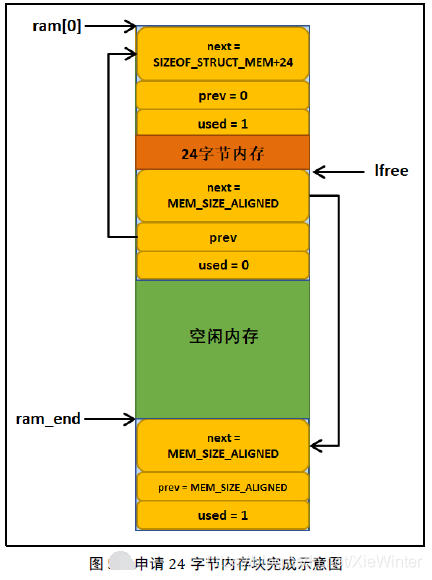 ram[0]
next =
SIZEOF_STRUCT_MEM+24
prev = 0
used = 1
24字节内存
lfree
next =
MEM_SIZE_ALIGNED
prev
used = 0
空闲内存
ram_end
next =
MEM_SIZE_ALIGNED
prev = MEM_SIZE_ALIGNED
used = 1
图 申请 24 字节内存块完成示意图
XieWinter